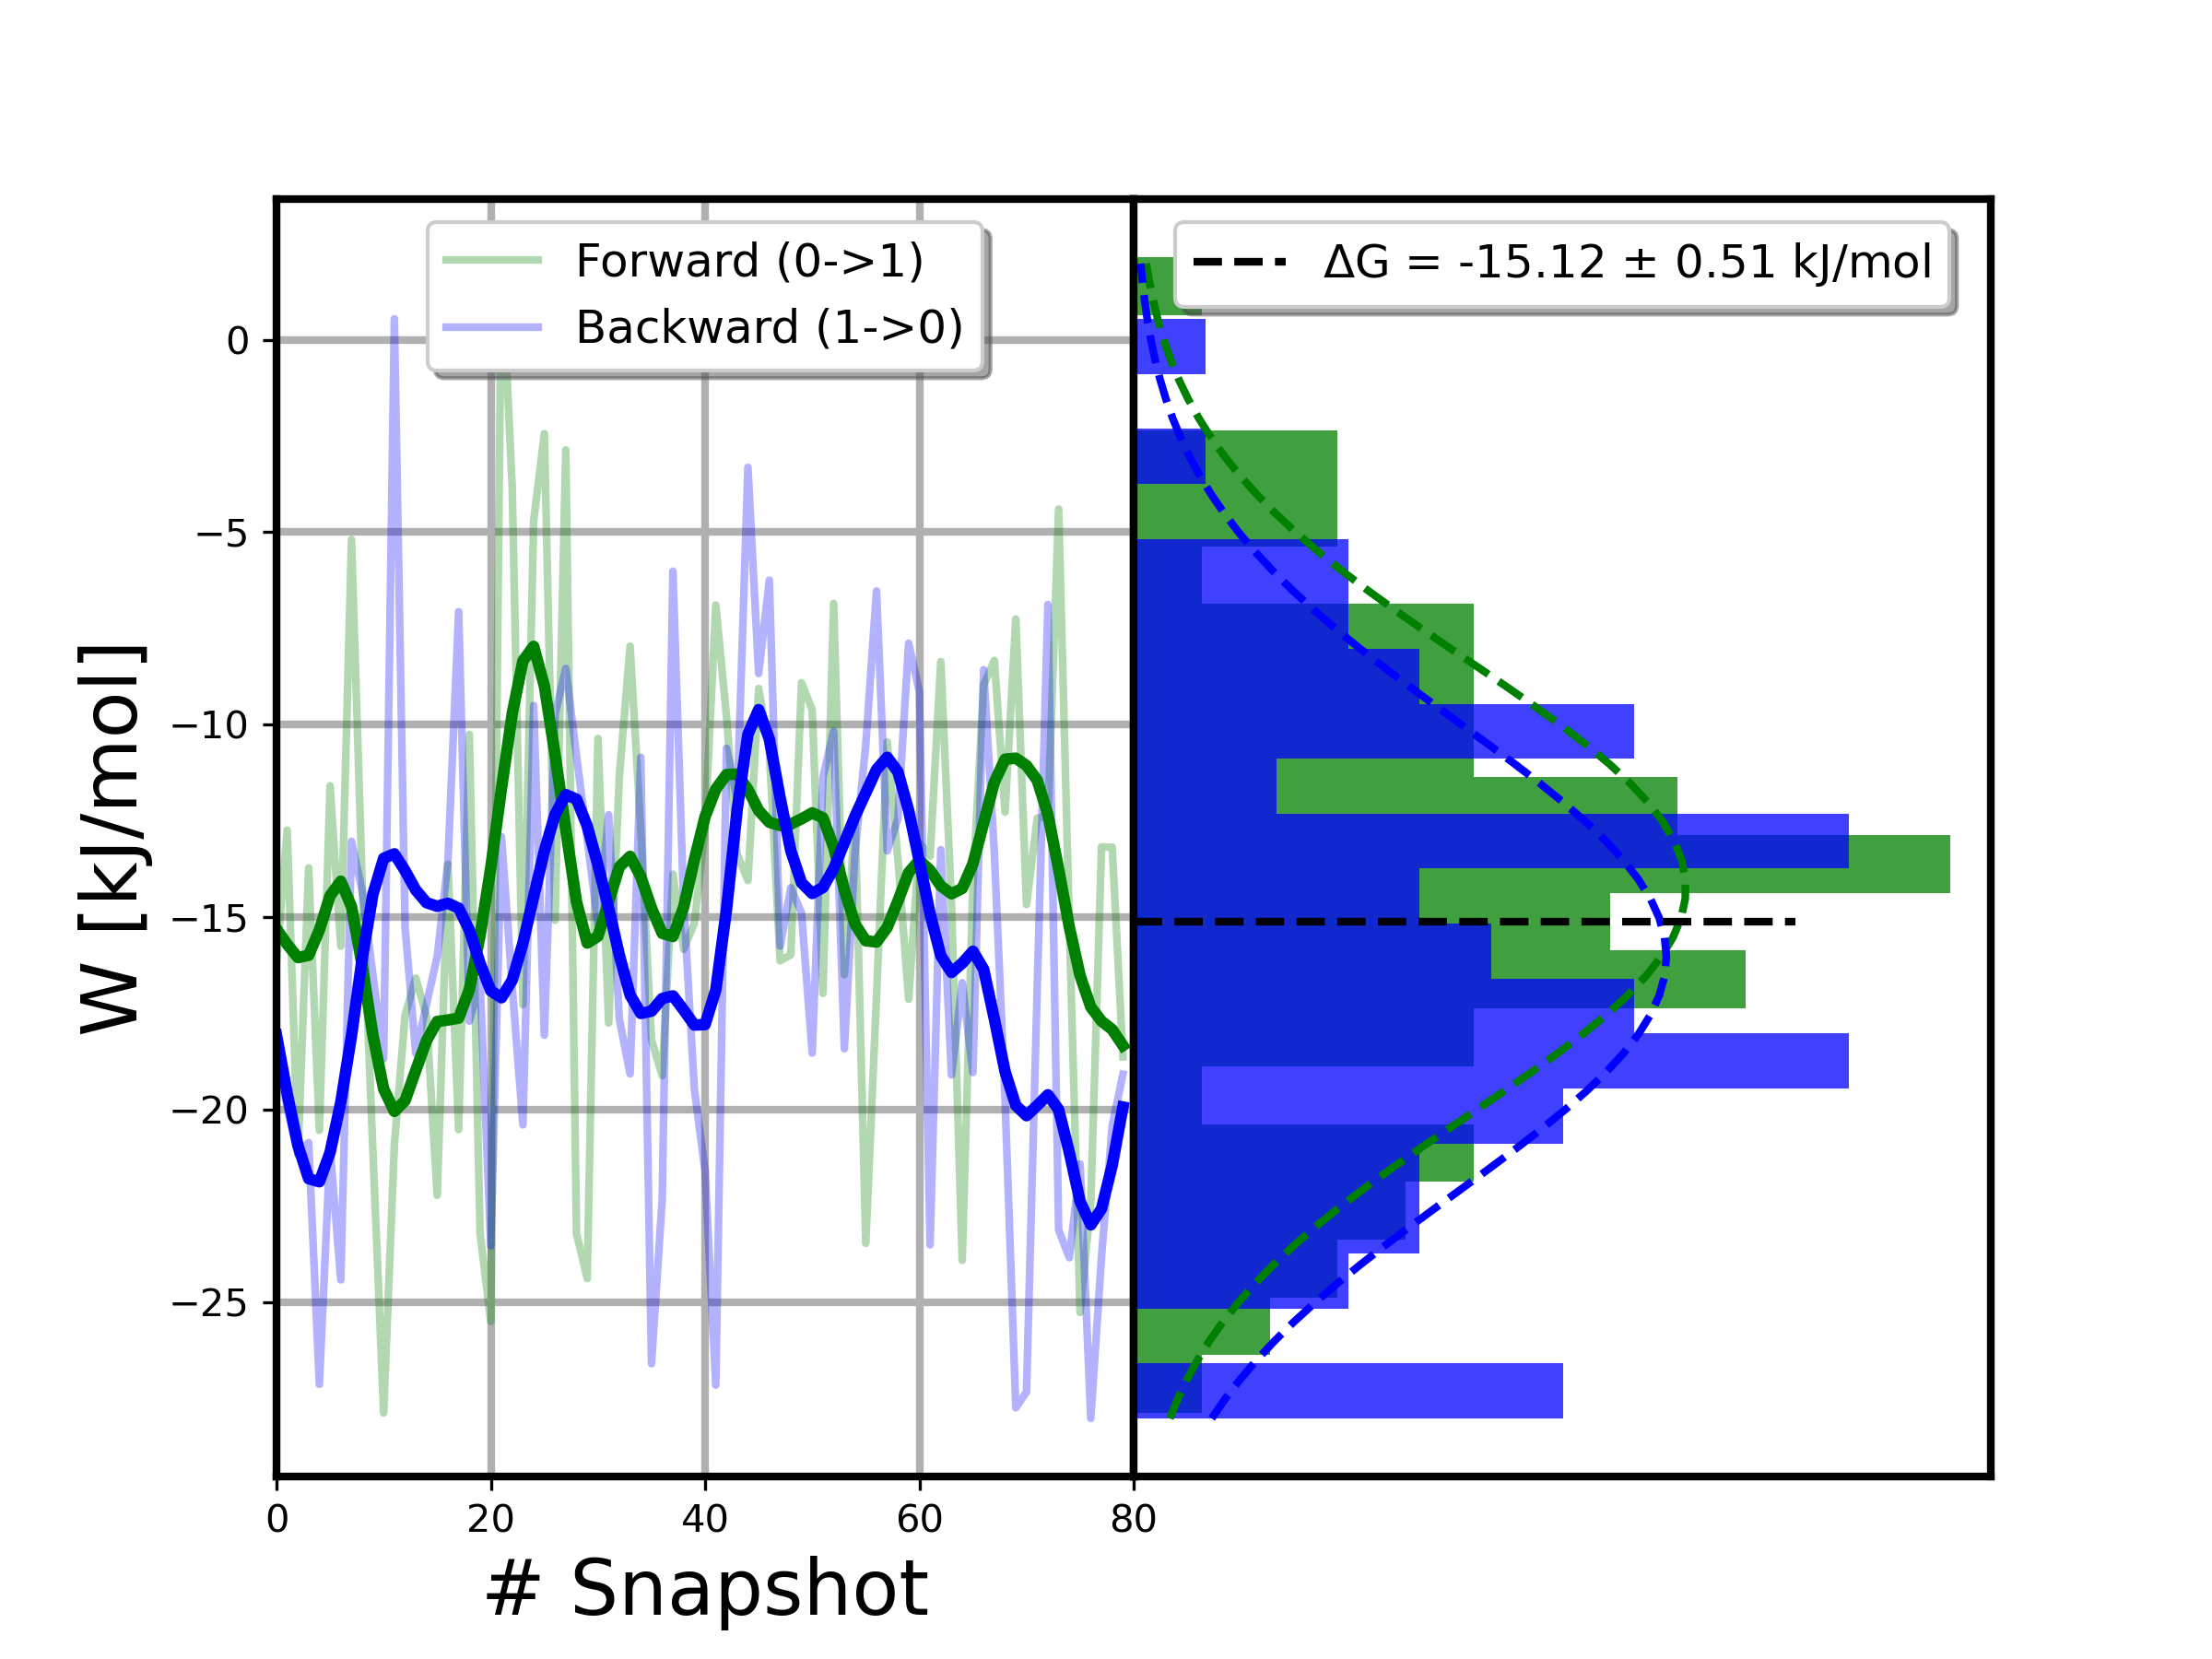 Forward (0->1)
Backward (1->0)
ΔG = -15.12 ± 0.51 kJ/mol
W [kJ/mol]
0
−5
−10
−15
−20
−25
0 20 40 60 80
# Snapshot